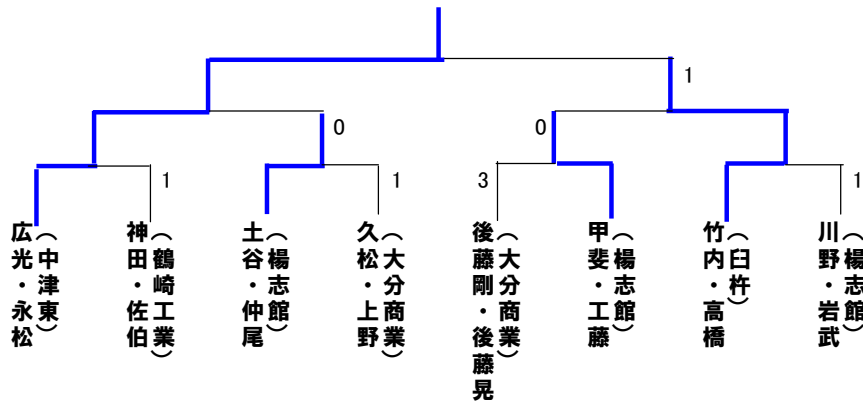 1
0
0
1
1
3
1
広光・永松
(中津東)
神田・佐伯
(鶴崎工業)
土谷・仲尾
(楊志館)
久松・上野
(大分商業)
後藤剛・後藤晃
(大分商業)
甲斐・工藤
(楊志館)
竹内・高橋
(臼杵)
川野・岩武
(楊志館)